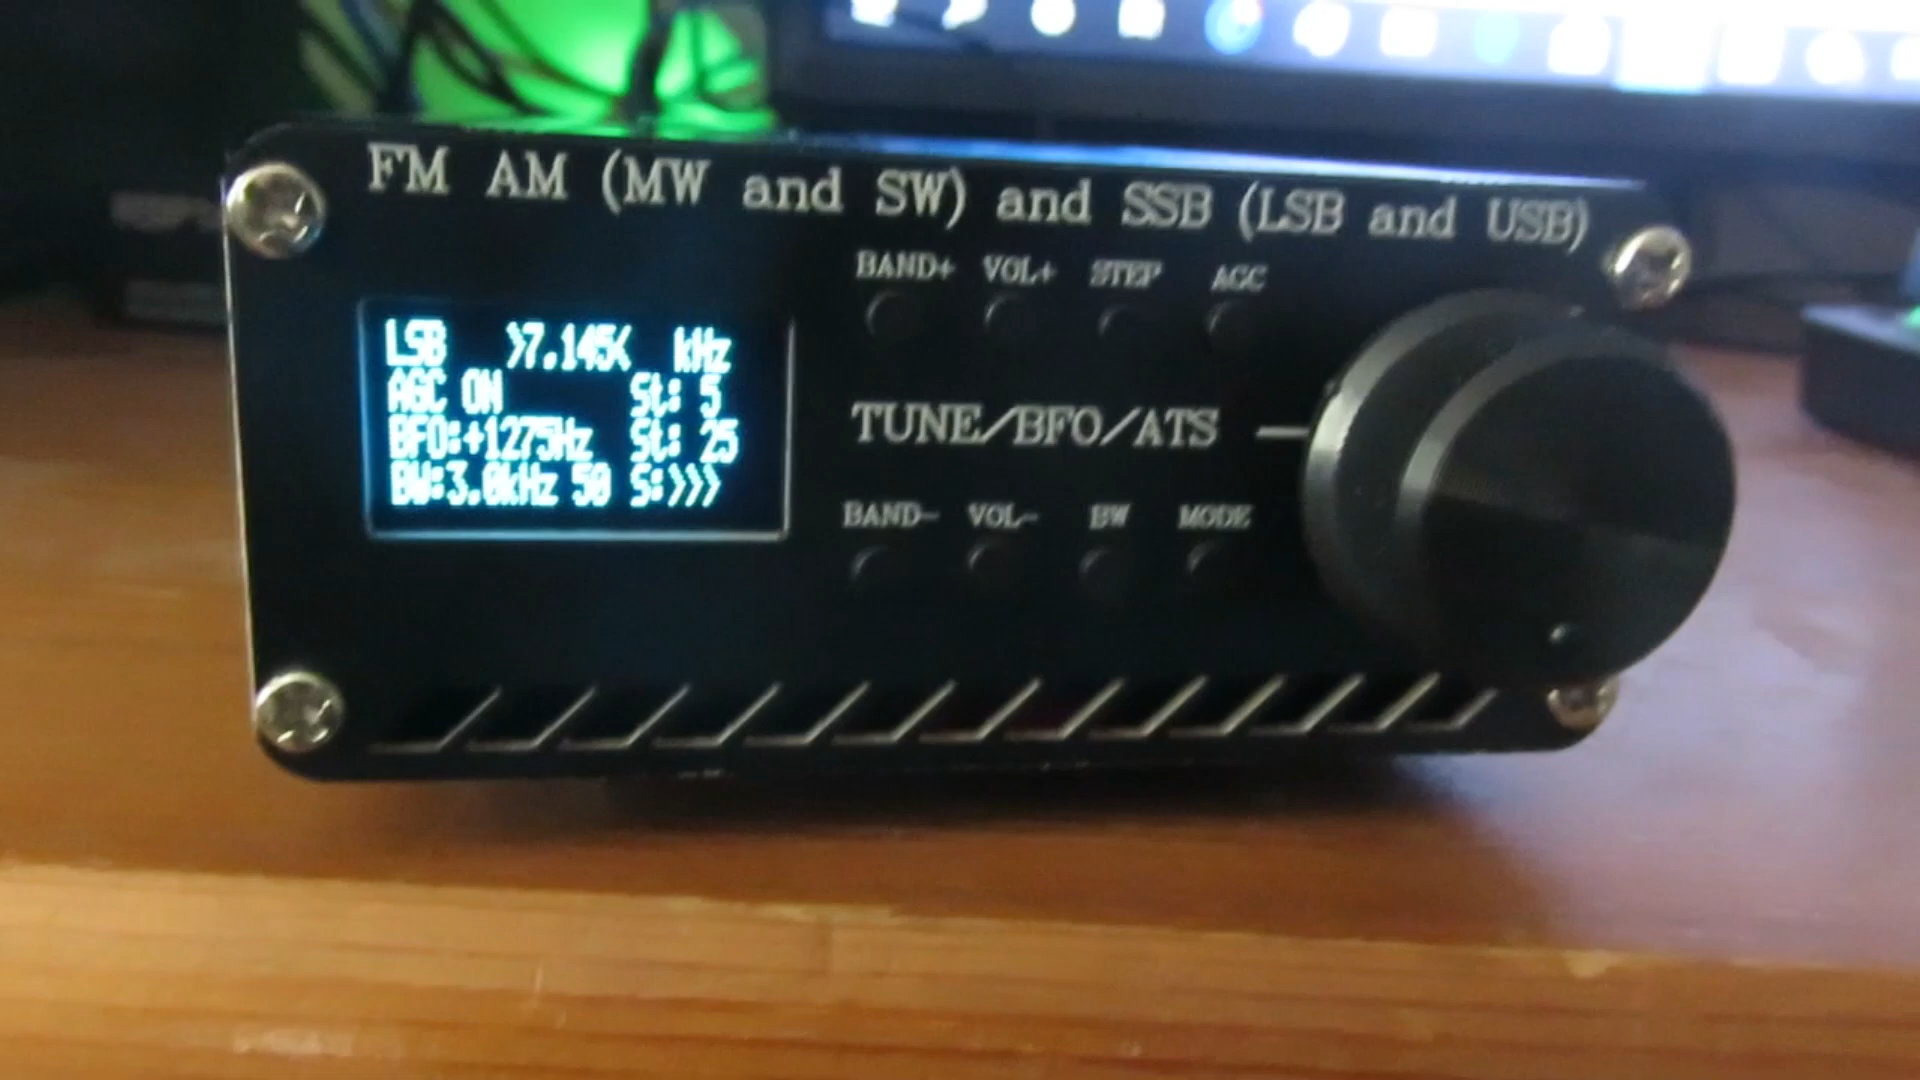 FM AM (MW and SW) and SSB (LSB and USB)
BAND+ VOL+ STEP AGC
LSB >7.145< kHz
AGC ON St: 5
BFO:+1275Hz St: 25
BW:3.0kHz 50 S:>>>
TUNE/BFO/ATS
BAND- VOL- BW MODE